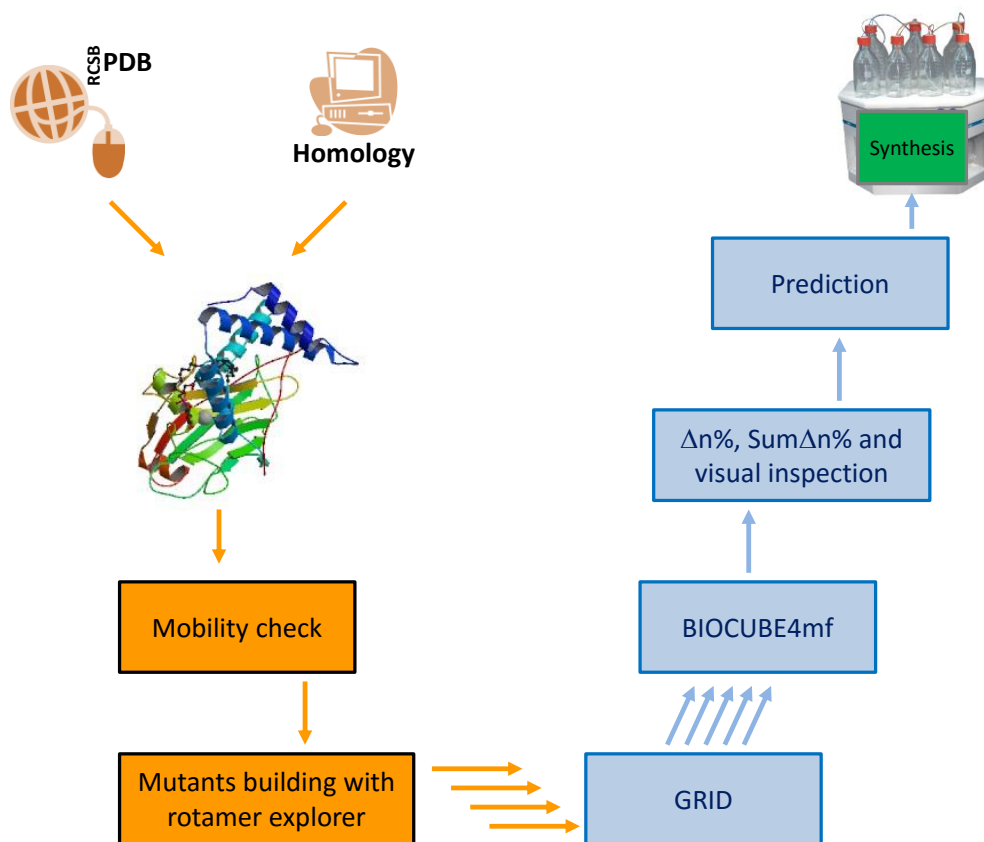 RCSB PDB
Homology
Synthesis
Prediction
Δn%, SumΔn% and
visual inspection
Mobility check
BIOCUBE4mf
Mutants building with
rotamer explorer
GRID